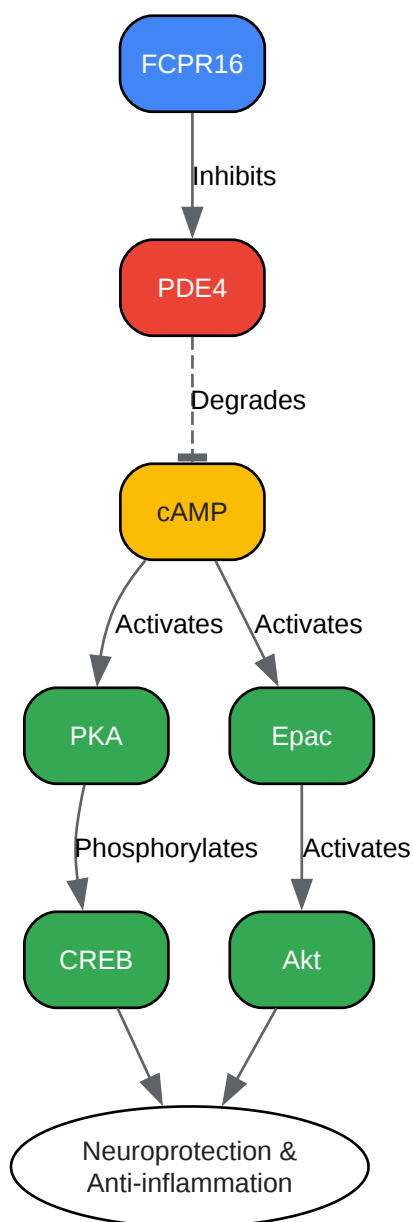 FCPR16
Inhibits
PDE4
Degrades
cAMP
Activates
Activates
PKA
Epac
Phosphorylates
Activates
CREB
Akt
Neuroprotection &
Anti-inflammation